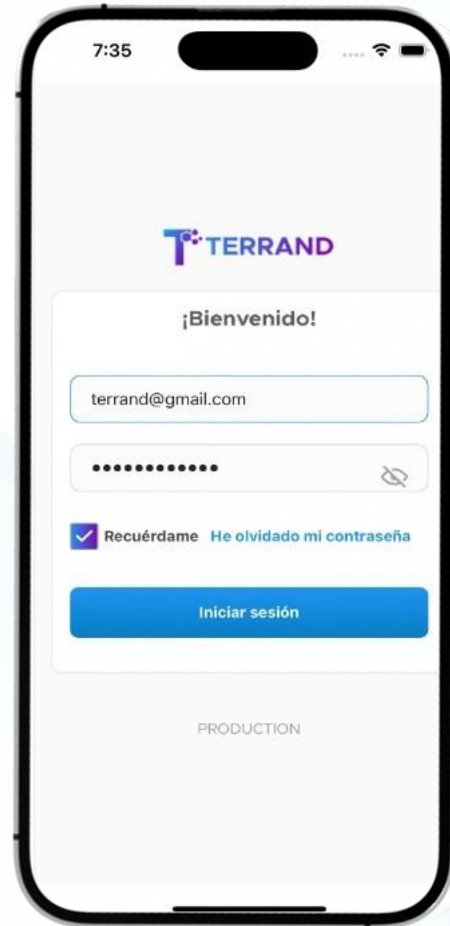 7:35
TERRAND
¡Bienvenido!
terrand@gmail.com
••••••••••••
Recuérdame He olvidado mi contraseña
Iniciar sesión
PRODUCTION